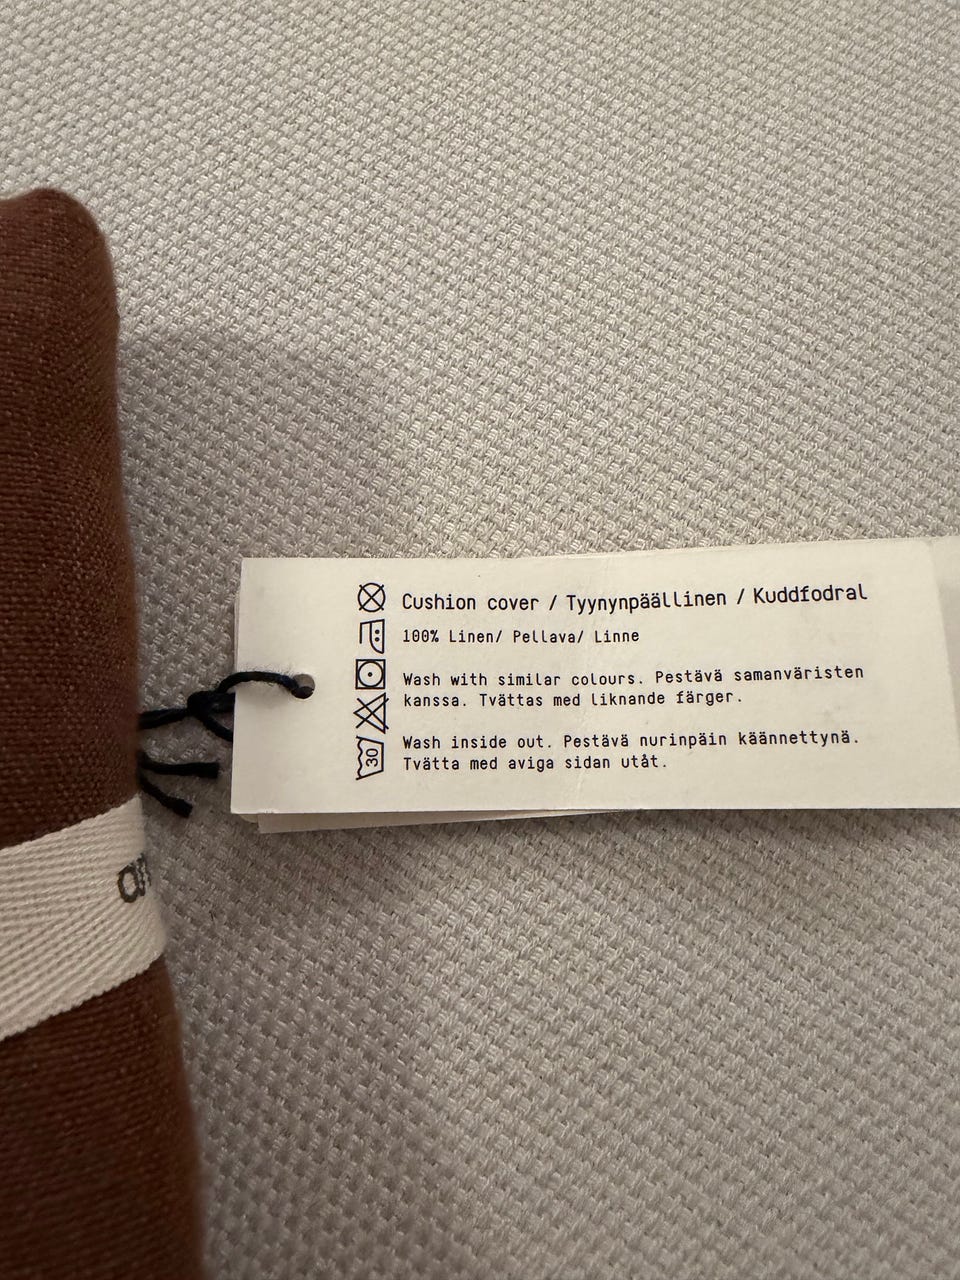 Cushion cover / Tyynynpäällinen / Kuddfodral
100% Linen/ Pellava/ Linne
Wash with similar colours. Pestävä samanväristen
kanssa. Tvättas med liknande färger.
Wash inside out. Pestävä nurinpäin käännettynä.
Tvätta med aviga sidan utåt.
30